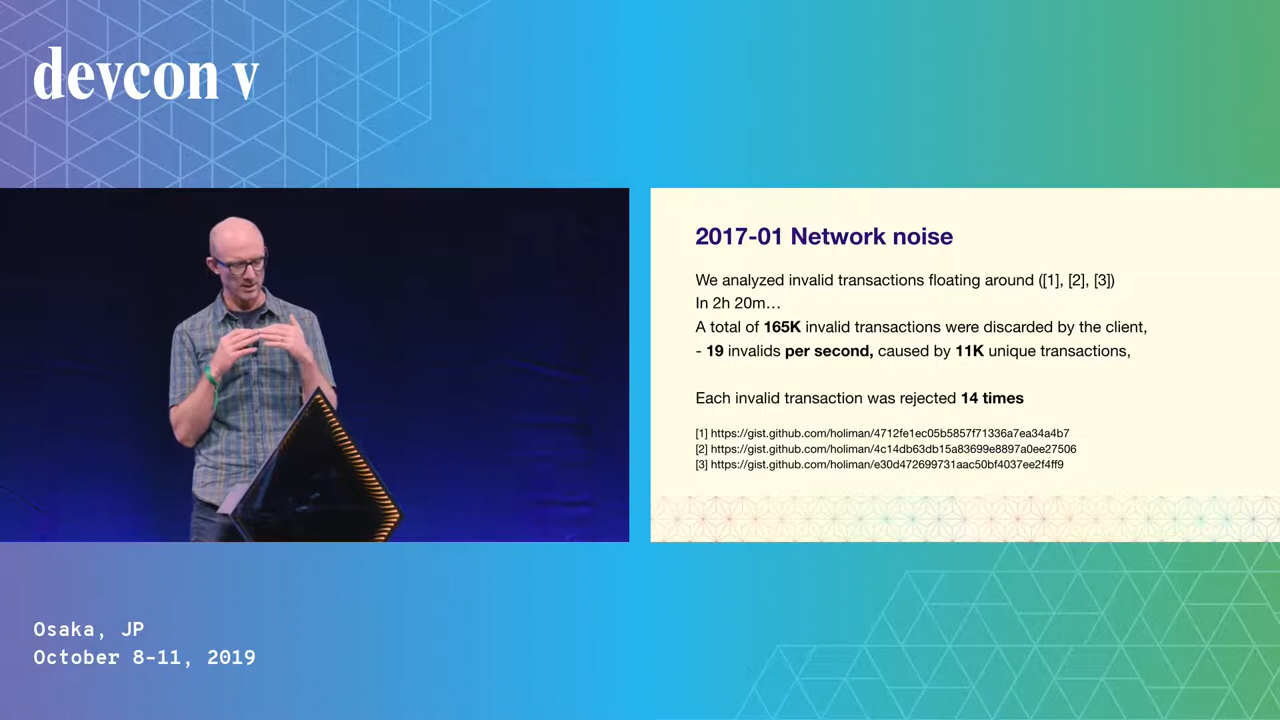 devcon v
2017-01 Network noise
We analyzed invalid transactions floating around ([1], [2], [3])
In 2h 20m…
A total of 165K invalid transactions were discarded by the client,
- 19 invalids per second, caused by 11K unique transactions,
Each invalid transaction was rejected 14 times
[1] https://gist.github.com/holiman/4712fe1ec05b5857f71336a7ea34a4b7
[2] https://gist.github.com/holiman/4c14db63db15a83699e8897a0ee27506
[3] https://gist.github.com/holiman/e30d472699731aac50bf4037ee2f4ff9
Osaka, JP
October 8-11, 2019